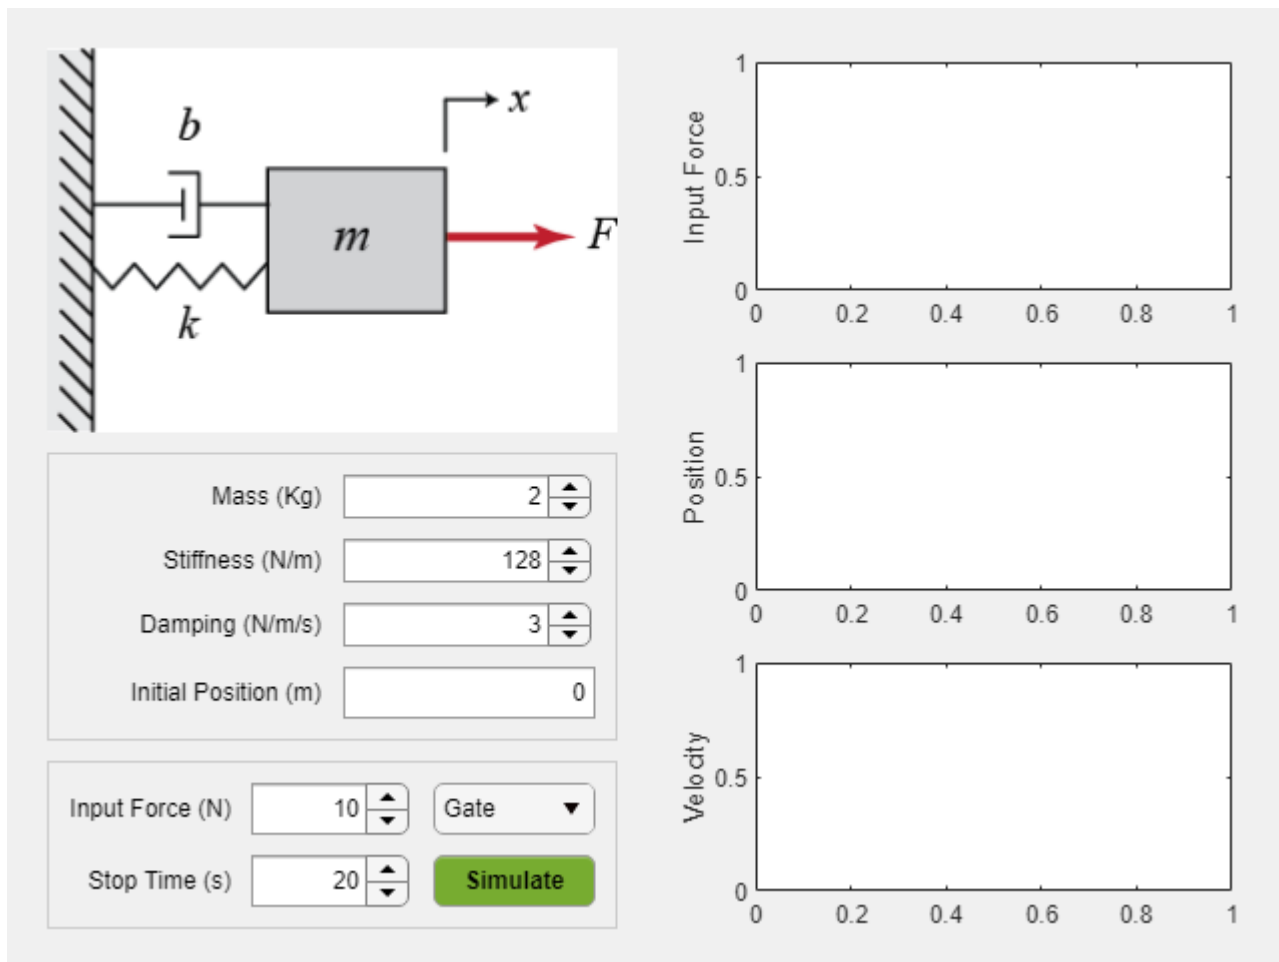 b
x
m
F
k
Mass (Kg) 2
Stiffness (N/m) 128
Damping (N/m/s) 3
Initial Position (m) 0
Input Force (N) 10 Gate
Stop Time (s) 20 Simulate
Input Force
1
0.5
0
0 0.2 0.4 0.6 0.8 1
Position
1
0.5
0
0 0.2 0.4 0.6 0.8 1
Velocity
1
0.5
0
0 0.2 0.4 0.6 0.8 1